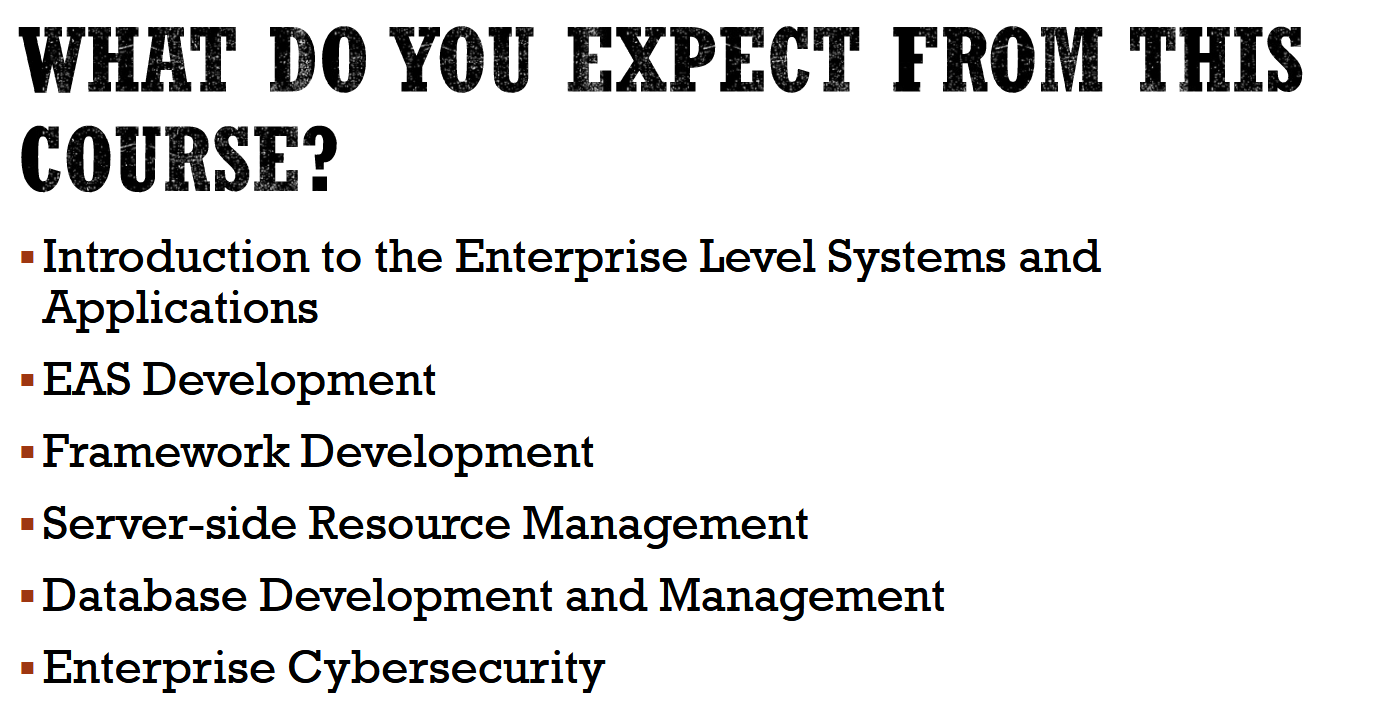 WHAT DO YOU EXPECT FROM THIS
COURSE?
▪ Introduction to the Enterprise Level Systems and
Applications
▪ EAS Development
▪ Framework Development
▪ Server-side Resource Management
▪ Database Development and Management
▪ Enterprise Cybersecurity